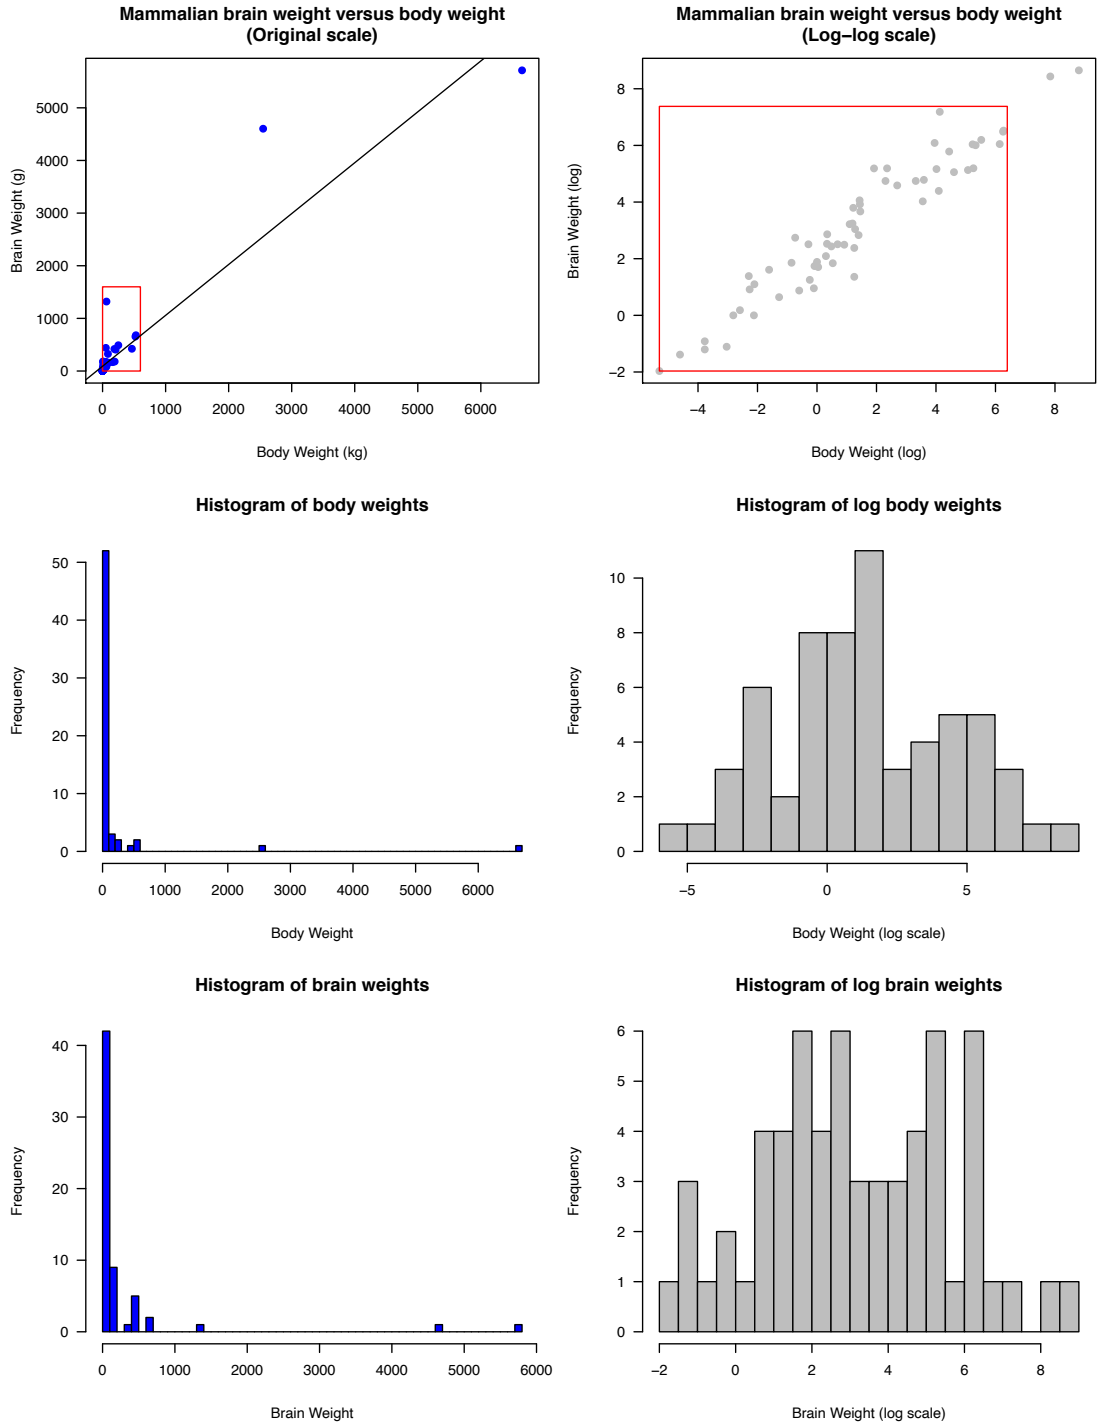 Mammalian brain weight versus body weight
(Original scale)
Brain Weight (g)
5000
4000
3000
2000
1000
0
0 1000 2000 3000 4000 5000 6000
Body Weight (kg)
Mammalian brain weight versus body weight
(Log−log scale)
Brain Weight (log)
8
6
4
2
0
−2
−4 −2 0 2 4 6 8
Body Weight (log)
Histogram of body weights
Frequency
50
40
30
20
10
0
0 1000 2000 3000 4000 5000 6000
Body Weight
Histogram of log body weights
Frequency
10
8
6
4
2
0
−5 0 5
Body Weight (log scale)
Histogram of brain weights
Frequency
40
30
20
10
0
0 1000 2000 3000 4000 5000 6000
Brain Weight
Histogram of log brain weights
Frequency
6
5
4
3
2
1
0
−2 0 2 4 6 8
Brain Weight (log scale)